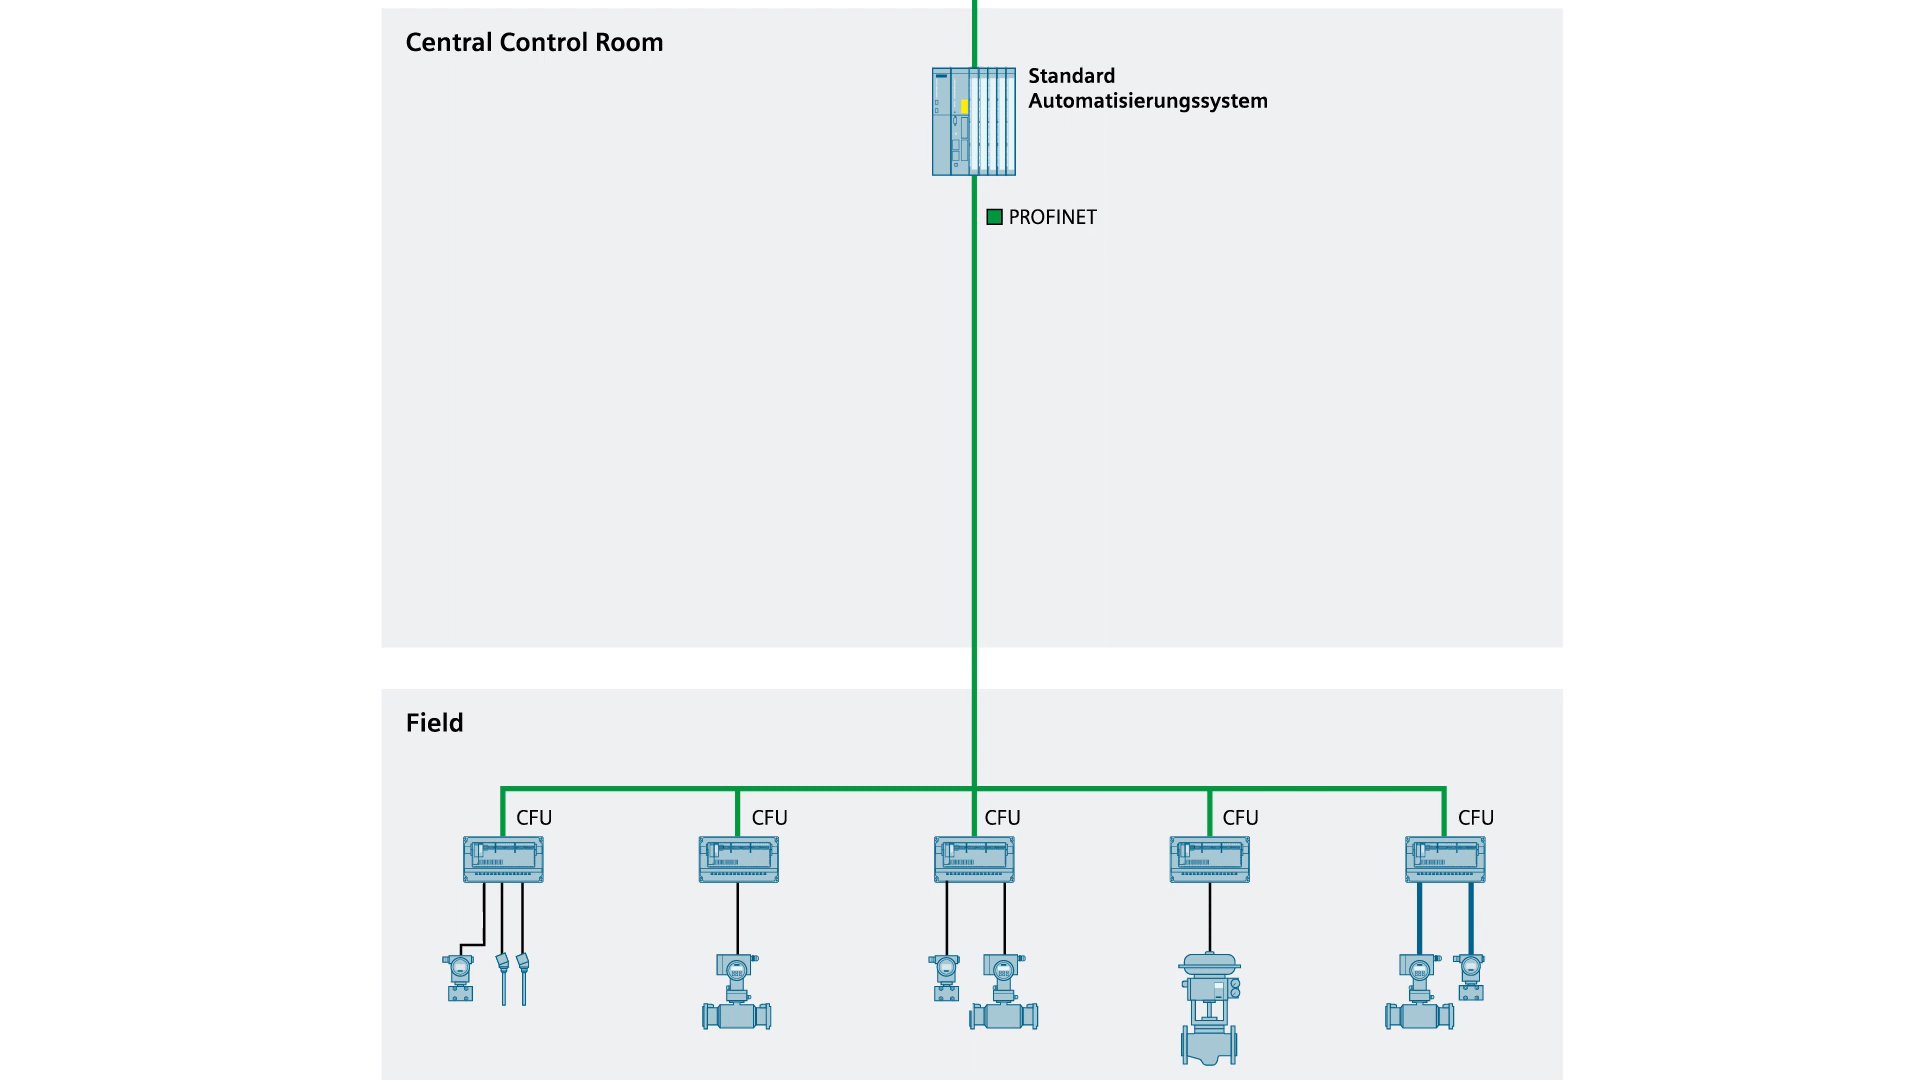 Central Control Room
Standard
Automatisierungssystem
PROFINET
Field
CFU
CFU
CFU
CFU
CFU